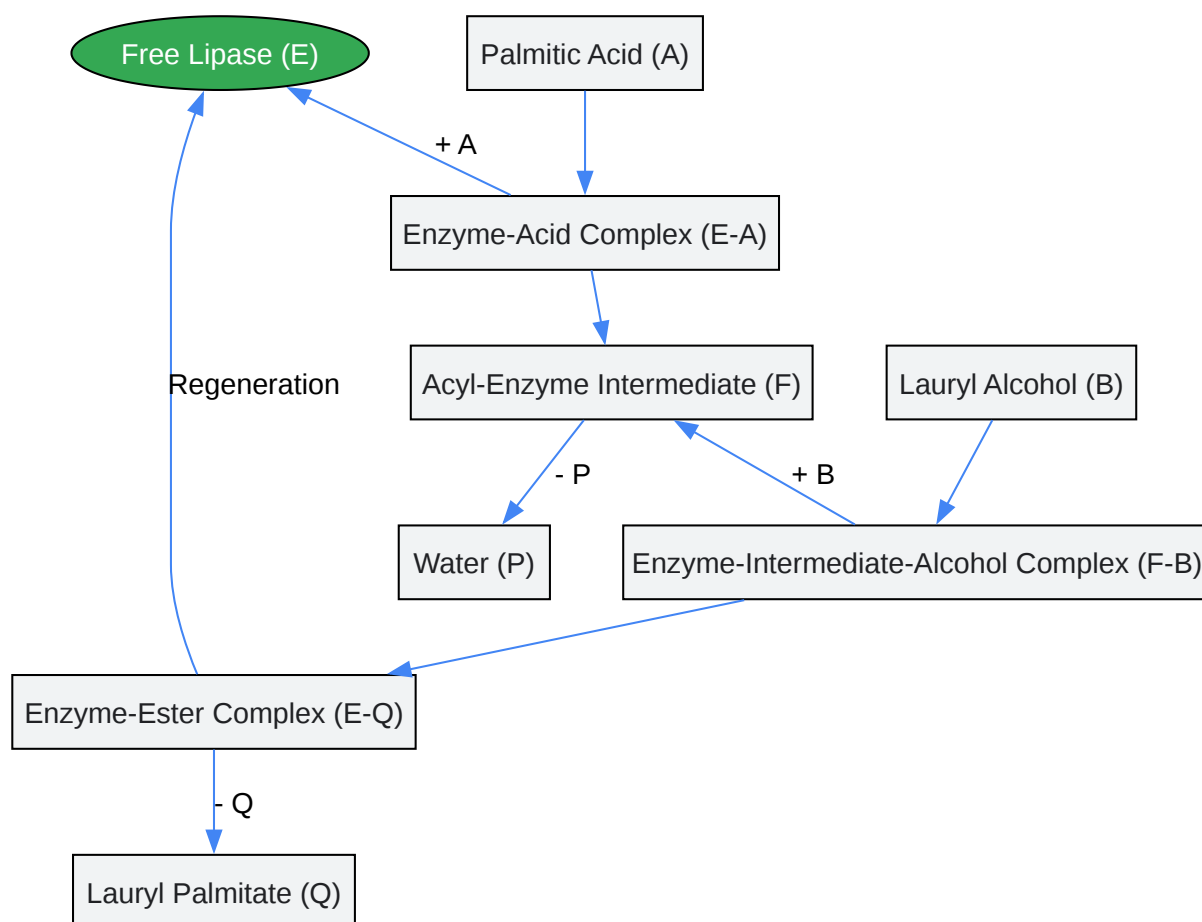 Free Lipase (E)
Palmitic Acid (A)
+ A
Enzyme-Acid Complex (E-A)
Regeneration
Acyl-Enzyme Intermediate (F)
Lauryl Alcohol (B)
- P
+ B
Water (P)
Enzyme-Intermediate-Alcohol Complex (F-B)
Enzyme-Ester Complex (E-Q)
- Q
Lauryl Palmitate (Q)